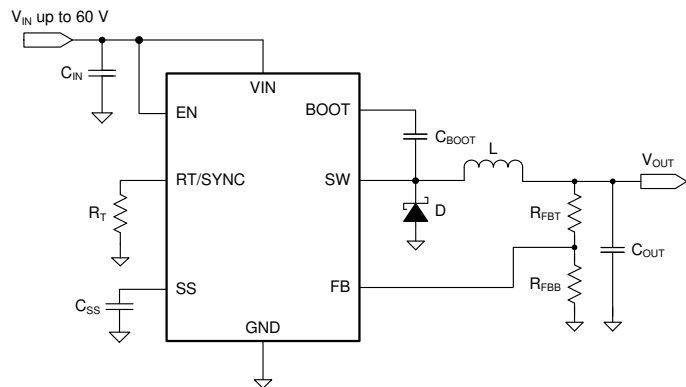 V_IN up to 60 V
C_IN
VIN
EN
BOOT
C_BOOT
L
V_OUT
RT/SYNC
SW
R_T
D
R_FBT
C_OUT
SS
FB
R_FBB
C_SS
GND